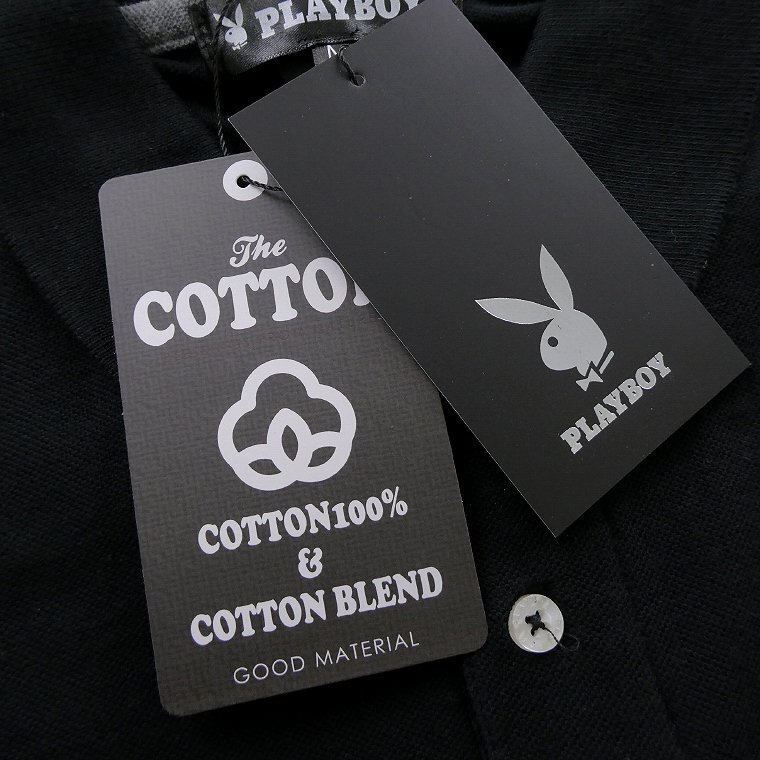 PLAYBOY
M
The
COTTO
COTTON100%
&
COTTON BLEND
GOOD MATERIAL
PLAYBOY